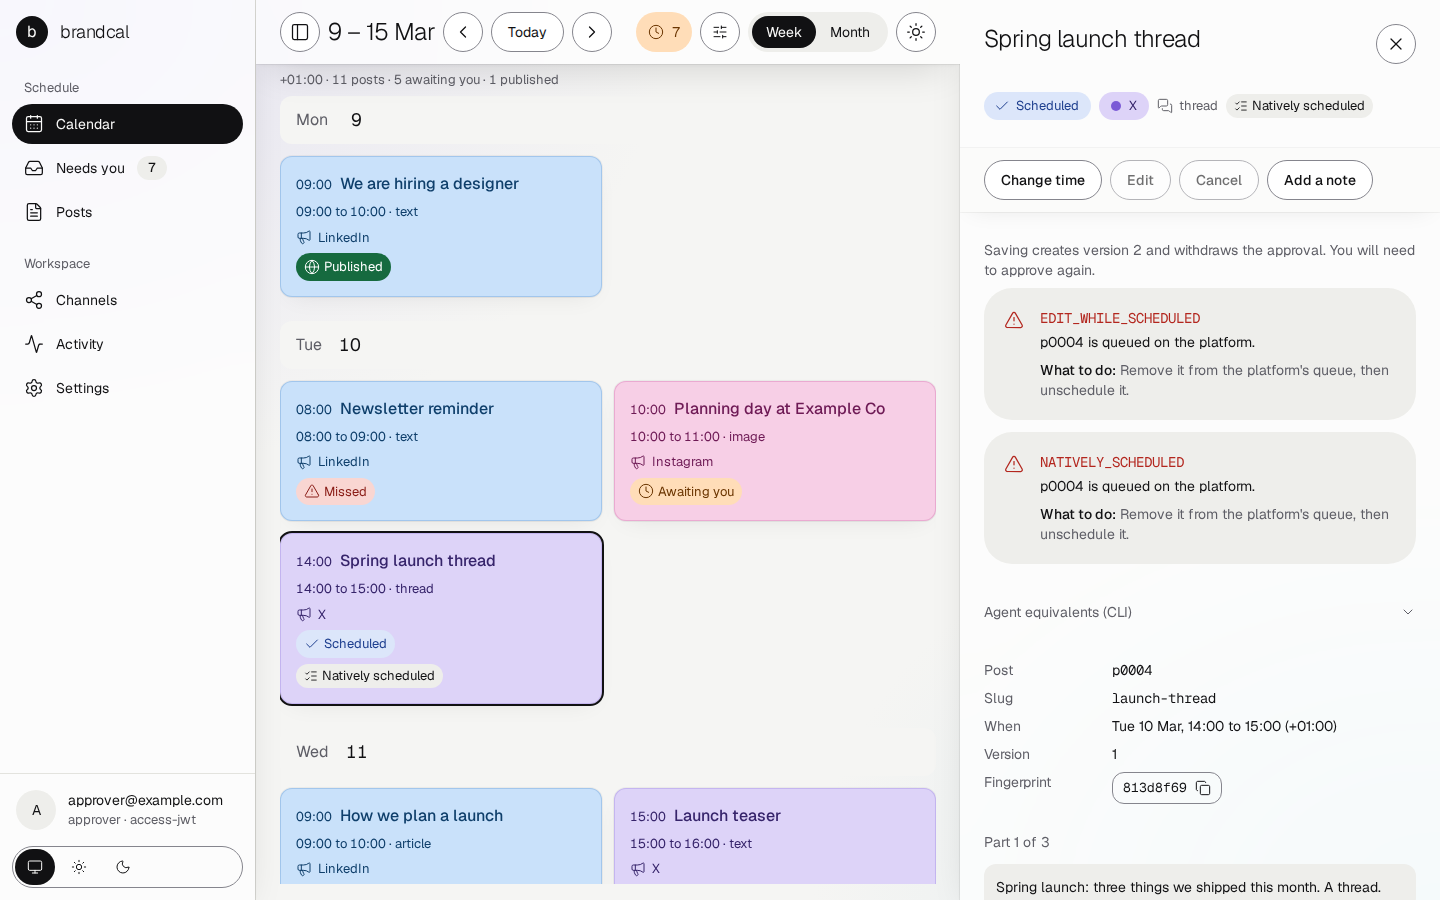 b brandcal
Schedule
Calendar
Needs you 7
Posts
Workspace
Channels
Activity
Settings
A
approver@example.com
approver · access-jwt
9 – 15 Mar
Today
7
Week
Month
+01:00 · 11 posts · 5 awaiting you · 1 published
Mon 9
09:00 We are hiring a designer
09:00 to 10:00 · text
LinkedIn
Published
Tue 10
08:00 Newsletter reminder
08:00 to 09:00 · text
LinkedIn
Missed
10:00 Planning day at Example Co
10:00 to 11:00 · image
Instagram
Awaiting you
14:00 Spring launch thread
14:00 to 15:00 · thread
X
Scheduled
Natively scheduled
Wed 11
09:00 How we plan a launch
09:00 to 10:00 · article
LinkedIn
15:00 Launch teaser
15:00 to 16:00 · text
X
Spring launch thread
Scheduled
X
thread
Natively scheduled
Change time
Edit
Cancel
Add a note
Saving creates version 2 and withdraws the approval. You will need
to approve again.
EDIT_WHILE_SCHEDULED
p0004 is queued on the platform.
What to do: Remove it from the platform's queue, then
unschedule it.
NATIVELY_SCHEDULED
p0004 is queued on the platform.
What to do: Remove it from the platform's queue, then
unschedule it.
Agent equivalents (CLI)
Post p0004
Slug launch-thread
When Tue 10 Mar, 14:00 to 15:00 (+01:00)
Version 1
Fingerprint 813d8f69
Part 1 of 3
Spring launch: three things we shipped this month. A thread.